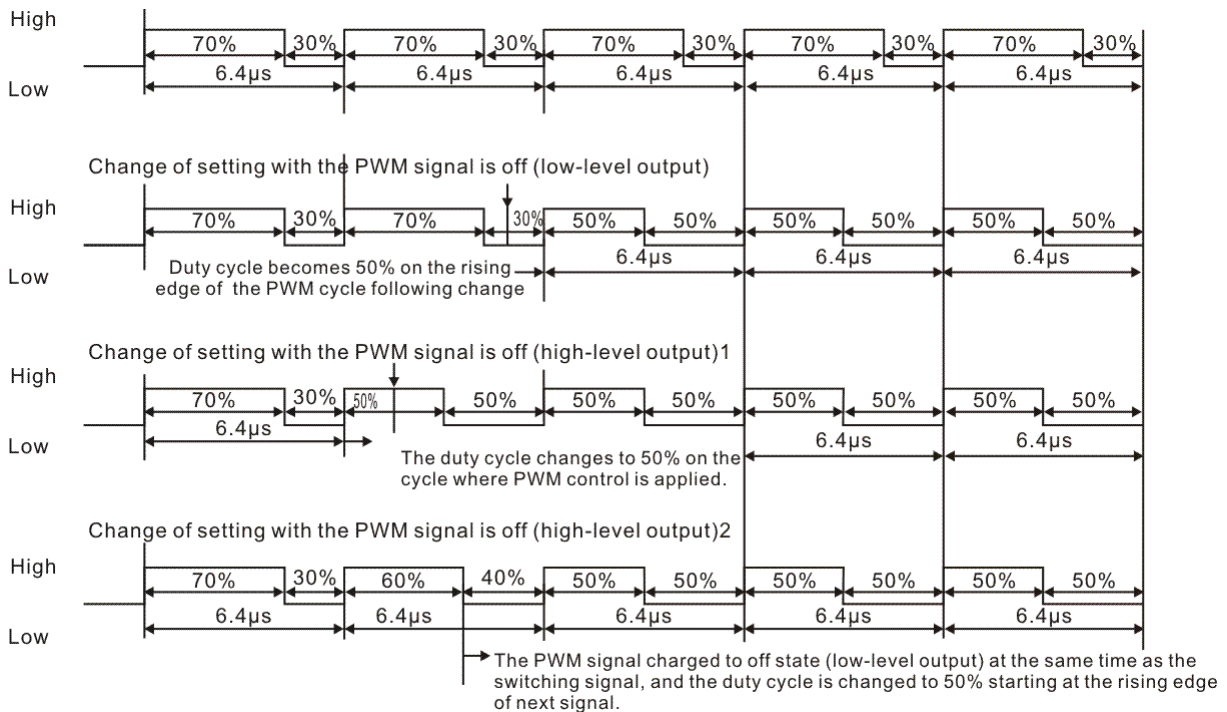 High
70% 30% 70% 30% 70% 30% 70% 30% 70% 30%
6.4µs 6.4µs 6.4µs 6.4µs 6.4µs
Low
Change of setting with the PWM signal is off (low-level output)
High
70% 30% 70% 30% 50% 50% 50% 50% 50% 50%
6.4µs 6.4µs 6.4µs
Low
Duty cycle becomes 50% on the rising
edge of the PWM cycle following change
Change of setting with the PWM signal is off (high-level output)1
High
70% 30% 50% 50% 50% 50% 50% 50% 50% 50%
6.4µs 6.4µs 6.4µs
Low
The duty cycle changes to 50% on the
cycle where PWM control is applied.
Change of setting with the PWM signal is off (high-level output)2
High
70% 30% 60% 40% 50% 50% 50% 50% 50% 50%
6.4µs 6.4µs 6.4µs 6.4µs 6.4µs
Low
The PWM signal charged to off state (low-level output) at the same time as the
switching signal, and the duty cycle is changed to 50% starting at the rising edge
of next signal.